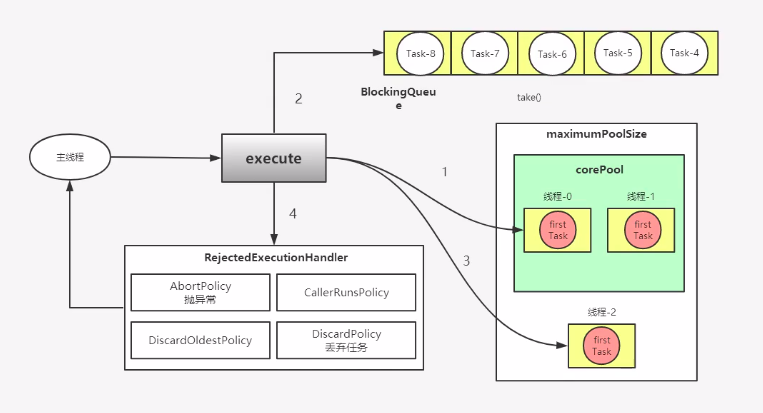 Task-8
Task-7
Task-6
Task-5
Task-4
BlockingQueu
e
take()
2
maximumPoolSize
主线程
execute
corePool
1
线程-0
线程-1
first
Task
first
Task
4
3
RejectedExecutionHandler
AbortPolicy
抛异常
CallerRunsPolicy
DiscardOldestPolicy
DiscardPolicy
丢弃任务
线程-2
first
Task